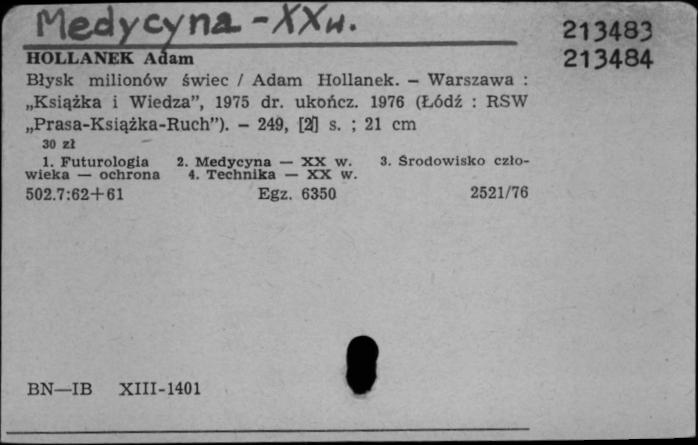 Medycyna - XX w.
213483
213484
HOLLANEK Adam
Błysk milionów świec / Adam Hollanek. — Warszawa :
„Książka i Wiedza”, 1975 dr. ukończ. 1976 (Łódź : RSW
„Prasa-Książka-Ruch”). — 249, [2] s. ; 21 cm
30 zł
1. Futurologia 2. Medycyna — XX w. 3. Środowisko czło-
wieka — ochrona 4. Technika — XX w.
502.7:62+61 Egz. 6350 2521/76
BN—IB XIII-1401